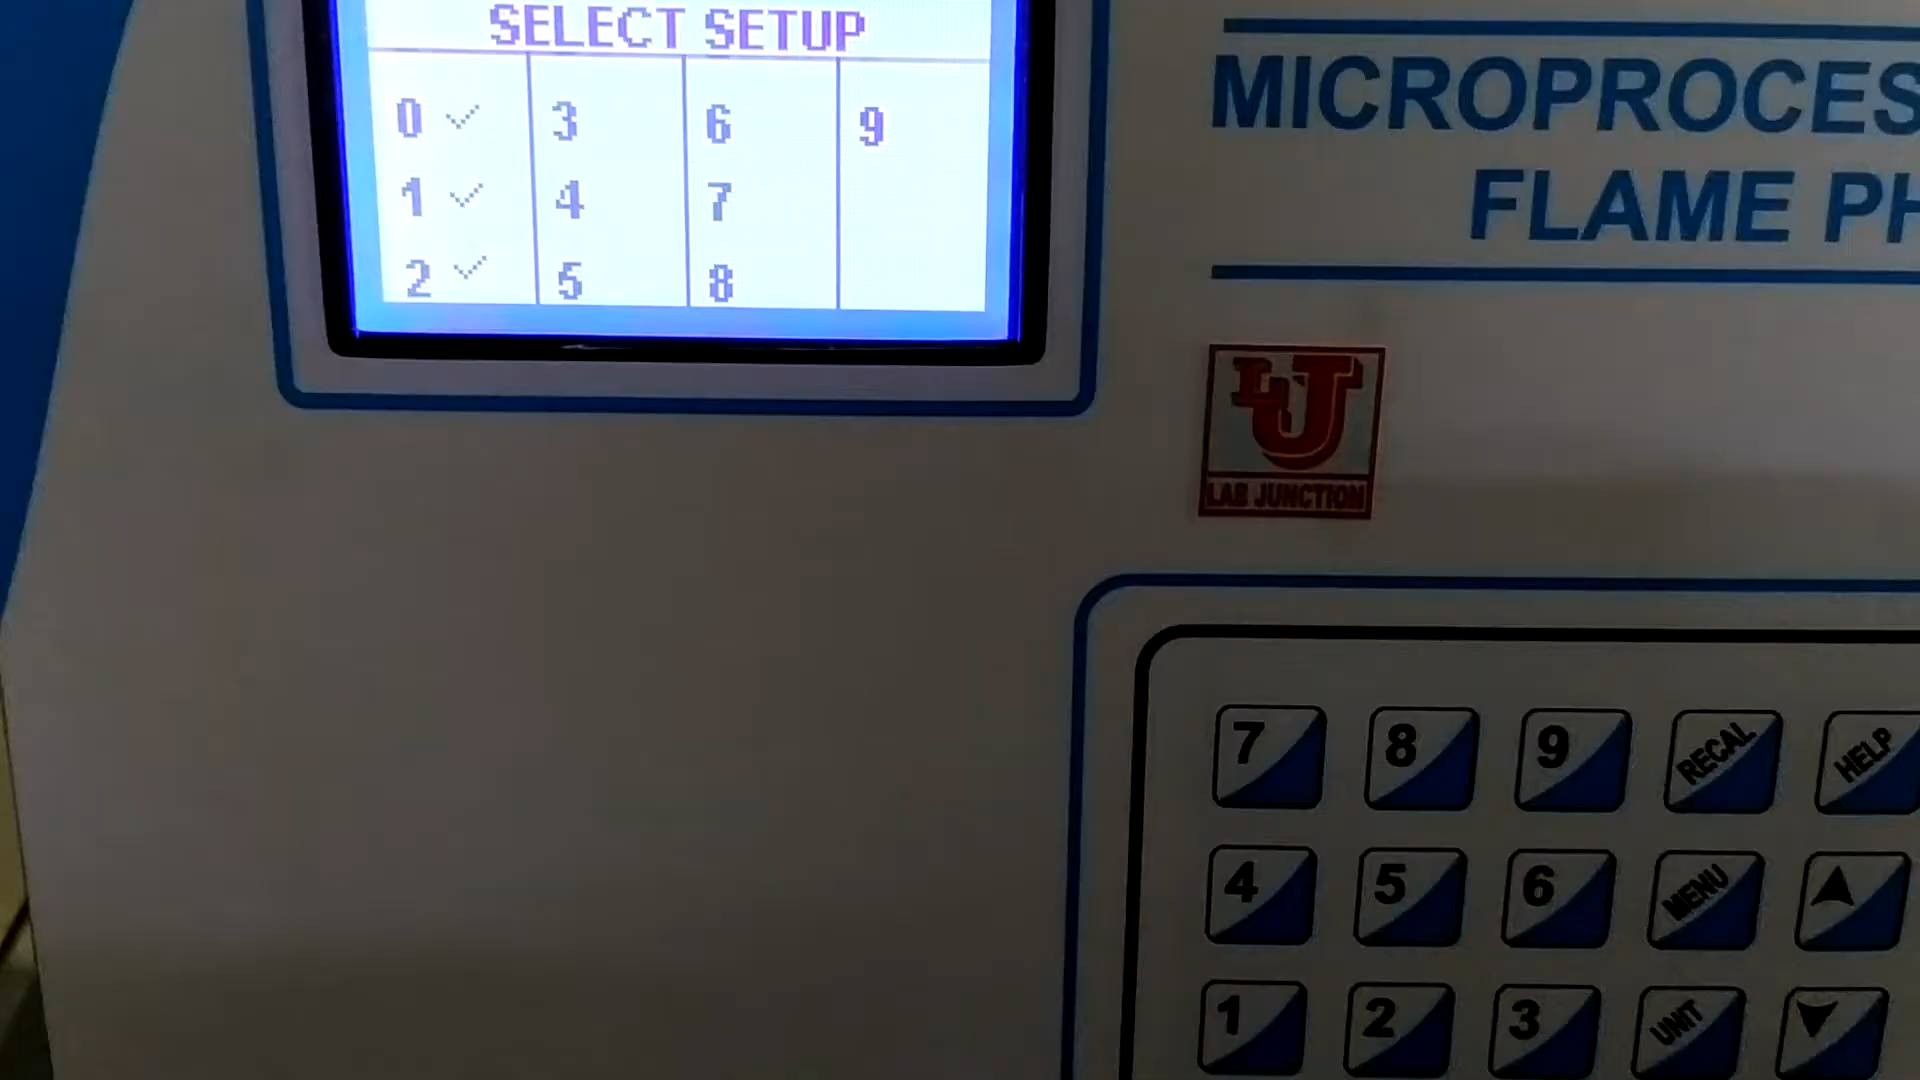 SELECT SETUP
0 ✓ 3 6 9
1 ✓ 4 7
2 ✓ 5 8
MICROPROCES
FLAME PH
LJ
LAB JUNCTION
7 8 9 RECAL HELP
4 5 6 MENU
1 2 3 UNIT